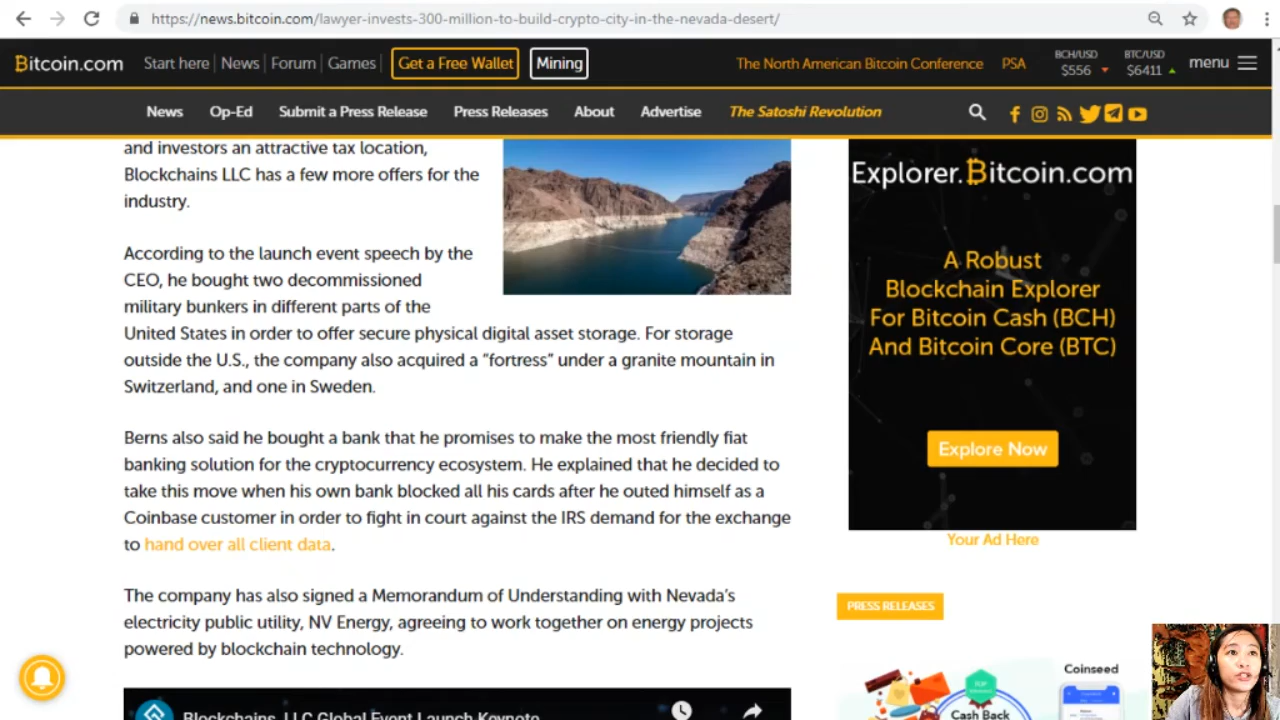 https://news.bitcoin.com/lawyer-invests-300-million-to-build-crypto-city-in-the-nevada-desert/
Bitcoin.com
Start here
News
Forum
Games
Get a Free Wallet
Mining
The North American Bitcoin Conference
PSA
BCH/USD
$556
BTC/USD
$6411
menu
News
Op-Ed
Submit a Press Release
Press Releases
About
Advertise
The Satoshi Revolution
and investors an attractive tax location,
Blockchains LLC has a few more offers for the
industry.
According to the launch event speech by the
CEO, he bought two decommissioned
military bunkers in different parts of the
United States in order to offer secure physical digital asset storage. For storage
outside the U.S., the company also acquired a “fortress” under a granite mountain in
Switzerland, and one in Sweden.
Berns also said he bought a bank that he promises to make the most friendly fiat
banking solution for the cryptocurrency ecosystem. He explained that he decided to
take this move when his own bank blocked all his cards after he outed himself as a
Coinbase customer in order to fight in court against the IRS demand for the exchange
to hand over all client data.
The company has also signed a Memorandum of Understanding with Nevada’s
electricity public utility, NV Energy, agreeing to work together on energy projects
powered by blockchain technology.
Blockchains, LLC Global Event Launch Keynote
Explorer.Bitcoin.com
A Robust
Blockchain Explorer
For Bitcoin Cash (BCH)
And Bitcoin Core (BTC)
Explore Now
Your Ad Here
PRESS RELEASES
Coinseed
Cash Back